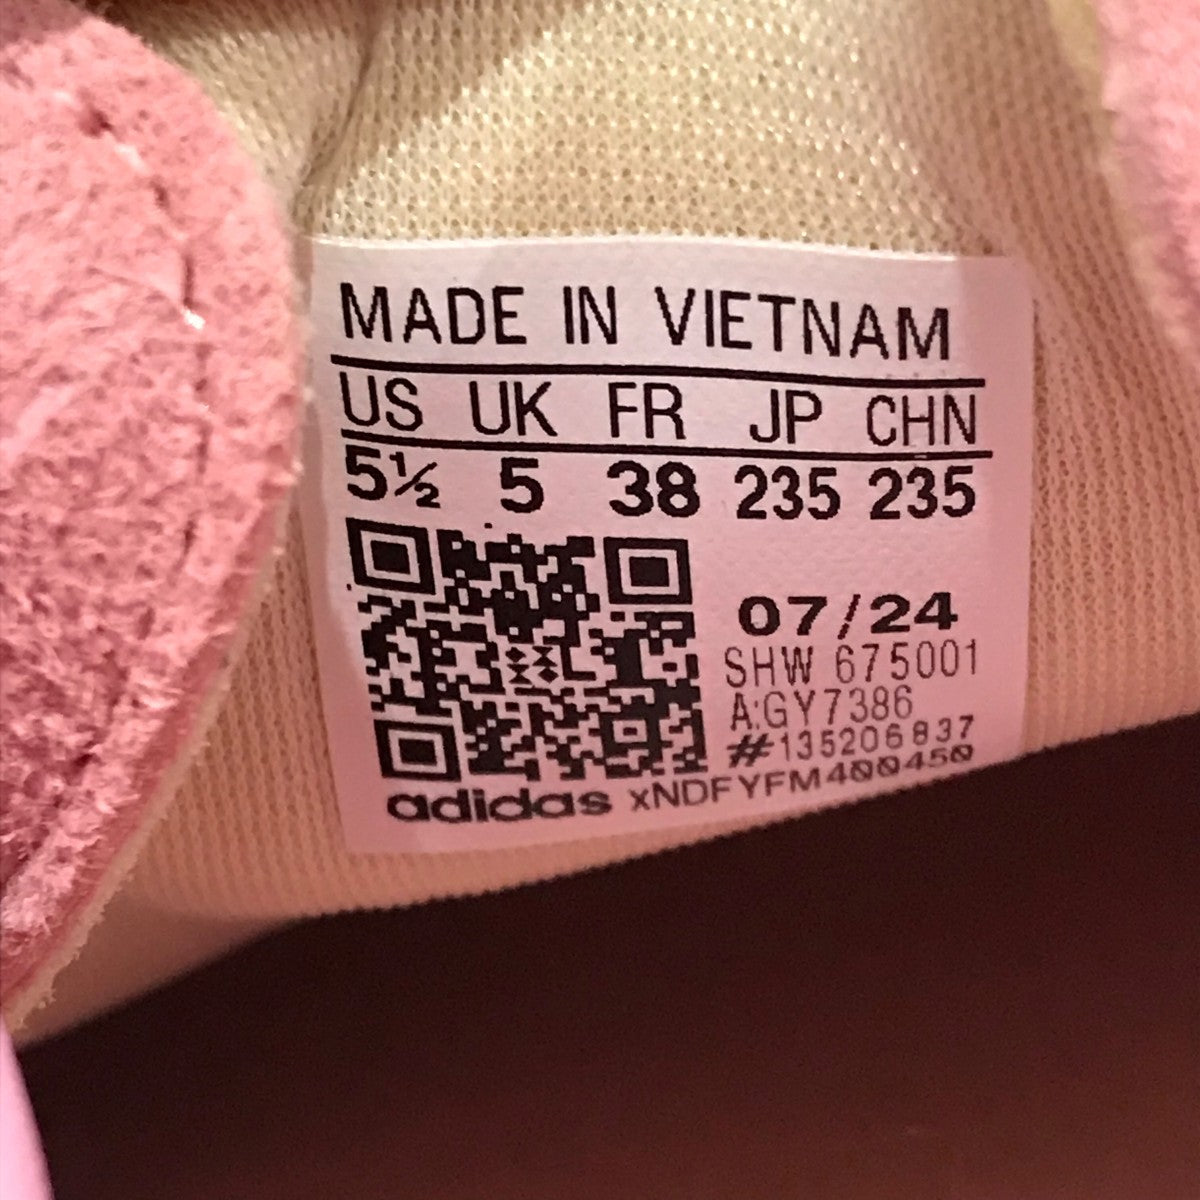 MADE IN VIETNAM
US UK FR JP CHN
5½ 5 38 235 235
07/24
SHW 675001
A:GY7386
#135206837
adidas xNDFYFM400450